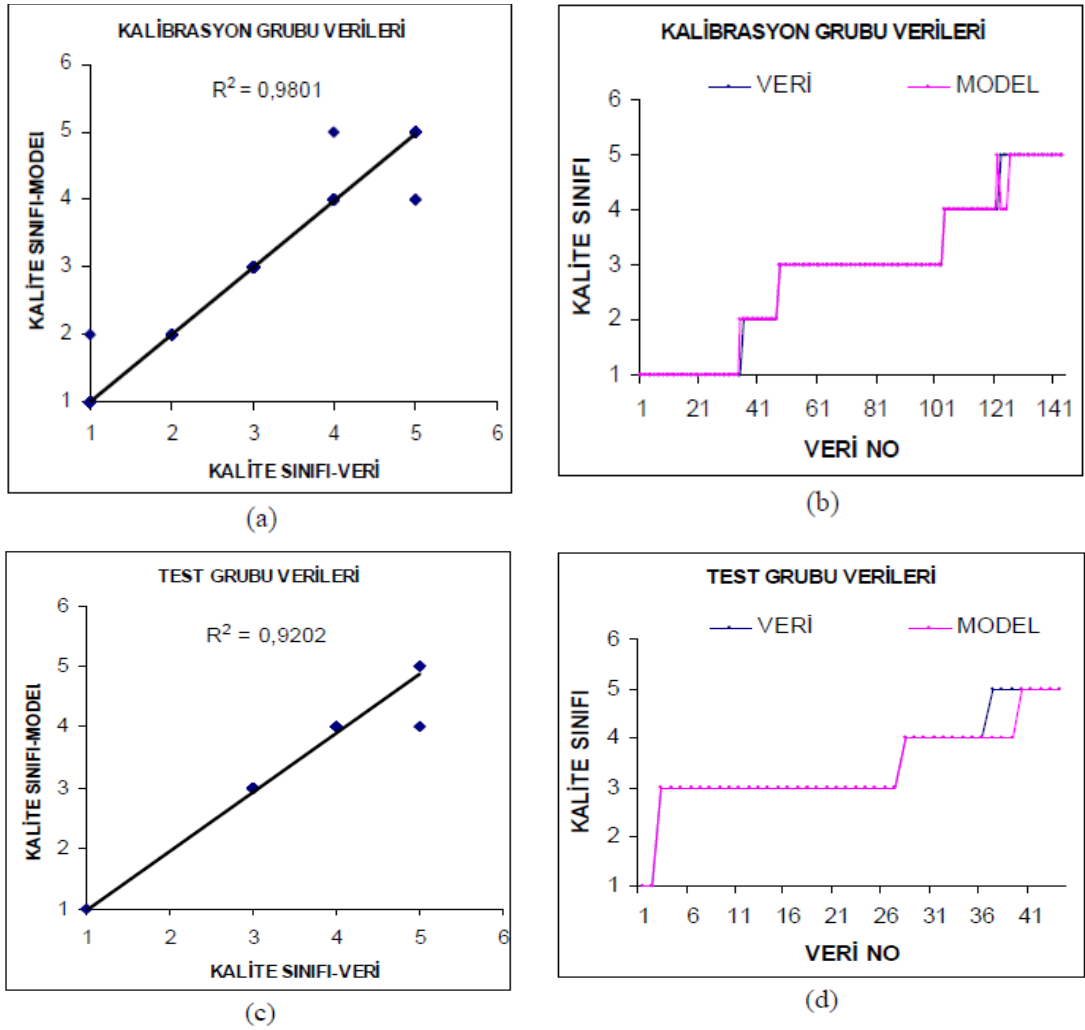 KALİBRASYON GRUBU VERİLERİ
R² = 0,9801
KALİTE SINIFI-MODEL
6
5
4
3
2
1
1 2 3 4 5 6
KALİTE SINIFI-VERİ
(a)
KALİBRASYON GRUBU VERİLERİ
VERİ MODEL
KALİTE SINIFI
6
5
4
3
2
1
1 21 41 61 81 101 121 141
VERİ NO
(b)
TEST GRUBU VERİLERİ
R² = 0,9202
KALİTE SINIFI-MODEL
6
5
4
3
2
1
1 2 3 4 5 6
KALİTE SINIFI-VERİ
(c)
TEST GRUBU VERİLERİ
VERİ MODEL
KALİTE SINIFI
6
5
4
3
2
1
1 6 11 16 21 26 31 36 41
VERİ NO
(d)